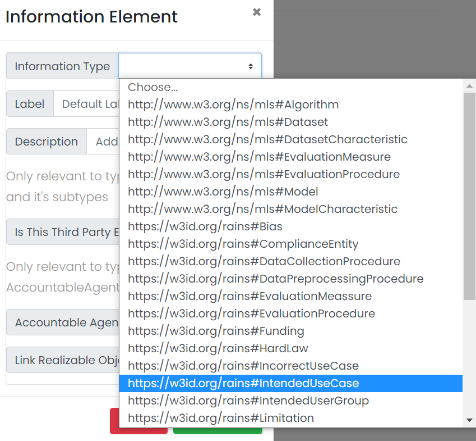 Information Element
×
Information Type
Choose...
http://www.w3.org/ns/mls#Algorithm
http://www.w3.org/ns/mls#Dataset
http://www.w3.org/ns/mls#DatasetCharacteristic
http://www.w3.org/ns/mls#EvaluationMeasure
http://www.w3.org/ns/mls#EvaluationProcedure
http://www.w3.org/ns/mls#Model
http://www.w3.org/ns/mls#ModelCharacteristic
https://w3id.org/rains#Bias
https://w3id.org/rains#ComplianceEntity
https://w3id.org/rains#DataCollectionProcedure
https://w3id.org/rains#DataPreprocessingProcedure
https://w3id.org/rains#EvaluationMeassure
https://w3id.org/rains#EvaluationProcedure
https://w3id.org/rains#Funding
https://w3id.org/rains#HardLaw
https://w3id.org/rains#IncorrectUseCase
https://w3id.org/rains#IntendedUseCase
https://w3id.org/rains#IntendedUserGroup
https://w3id.org/rains#Limitation
Label Default Lab
Description Add
Only relevant to typ
and it's subtypes
Is This Third Party E
Only relevant to typ
AccountableAgent
Accountable Agen
Link Realizable Obj